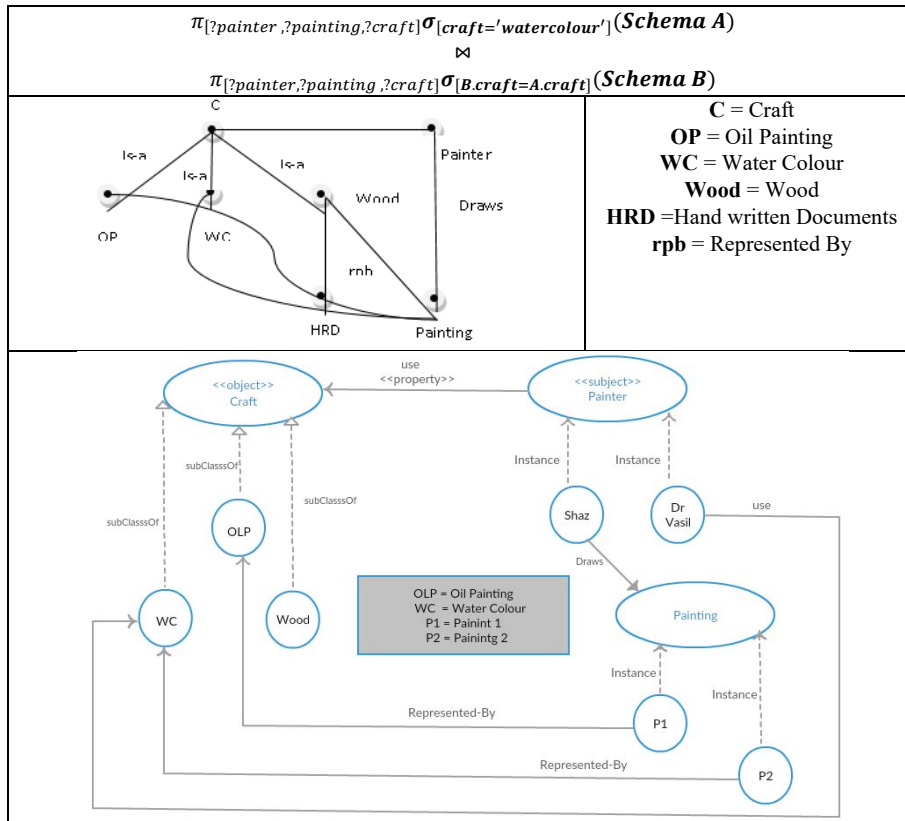 π[?painter ,?painting,?craft]σ[craft='watercolour'](Schema A)
⋈
π[?painter,?painting ,?craft]σ[B.craft=A.craft](Schema B)
C
Is-a
Is-a
Is-a
Painter
Wood
Draws
OP
WC
rpb
HRD
Painting
C = Craft
OP = Oil Painting
WC = Water Colour
Wood = Wood
HRD =Hand written Documents
rpb = Represented By
use
<<property>>
<<object>>
Craft
<<subject>>
Painter
Instance
Instance
subClasssOf
subClasssOf
subClasssOf
Shaz
Dr
Vasil
use
OLP
Draws
WC
Wood
OLP = Oil Painting
WC = Water Colour
P1 = Painint 1
P2 = Painintg 2
Painting
Instance
Instance
Represented-By
P1
Represented-By
P2